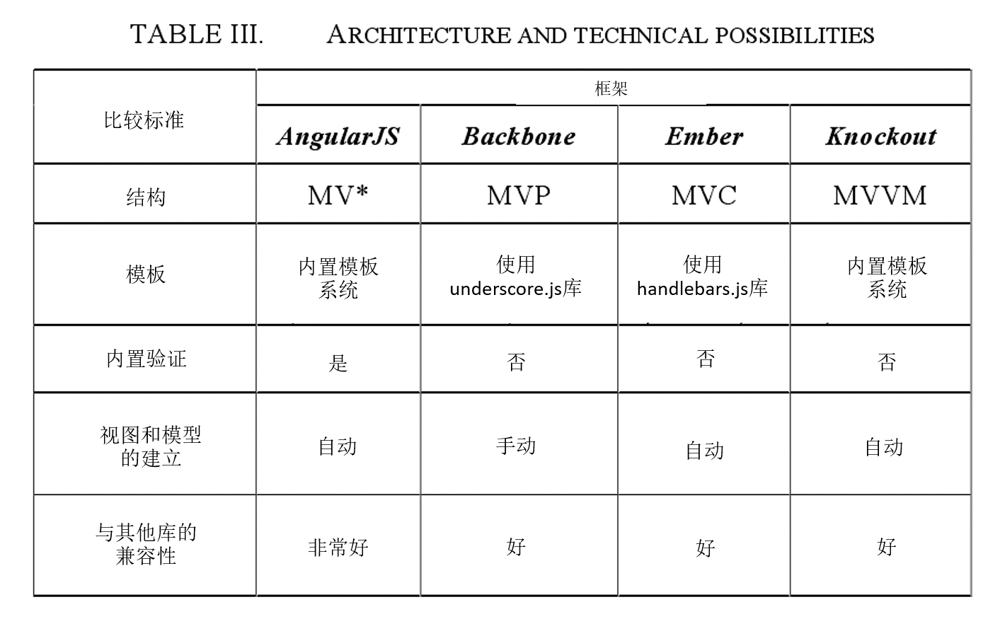 TABLE III. ARCHITECTURE AND TECHNICAL POSSIBILITIES
比较标准
框架
AngularJS Backbone Ember Knockout
结构 MV* MVP MVC MVVM
模板
内置模板
系统
使用
underscore.js库
使用
handlebars.js库
内置模板
系统
内置验证 是 否 否 否
视图和模型
的建立
自动 手动 自动 自动
与其他库的
兼容性
非常好 好 好 好